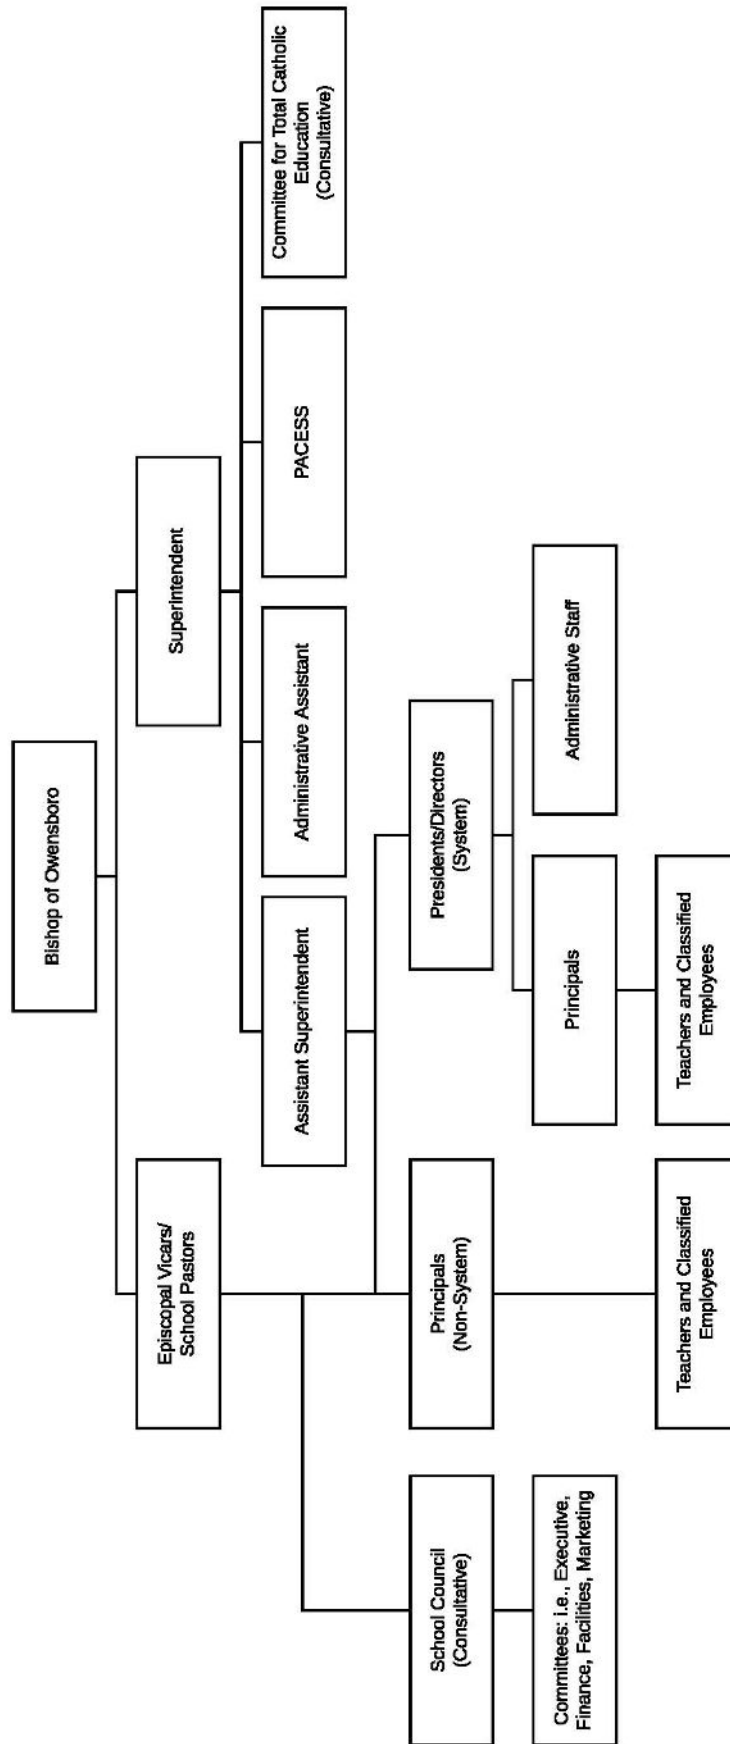 Bishop of Owensboro
Episcopal Vicars/
School Pastors
Superintendent
Assistant Superintendent
Administrative Assistant
PACESS
Committee for Total Catholic
Education
(Consultative)
School Council
(Consultative)
Principals
(Non-System)
Presidents/Directors
(System)
Committees: i.e., Executive,
Finance, Facilities, Marketing
Principals
Administrative Staff
Teachers and Classified
Employees
Teachers and Classified
Employees